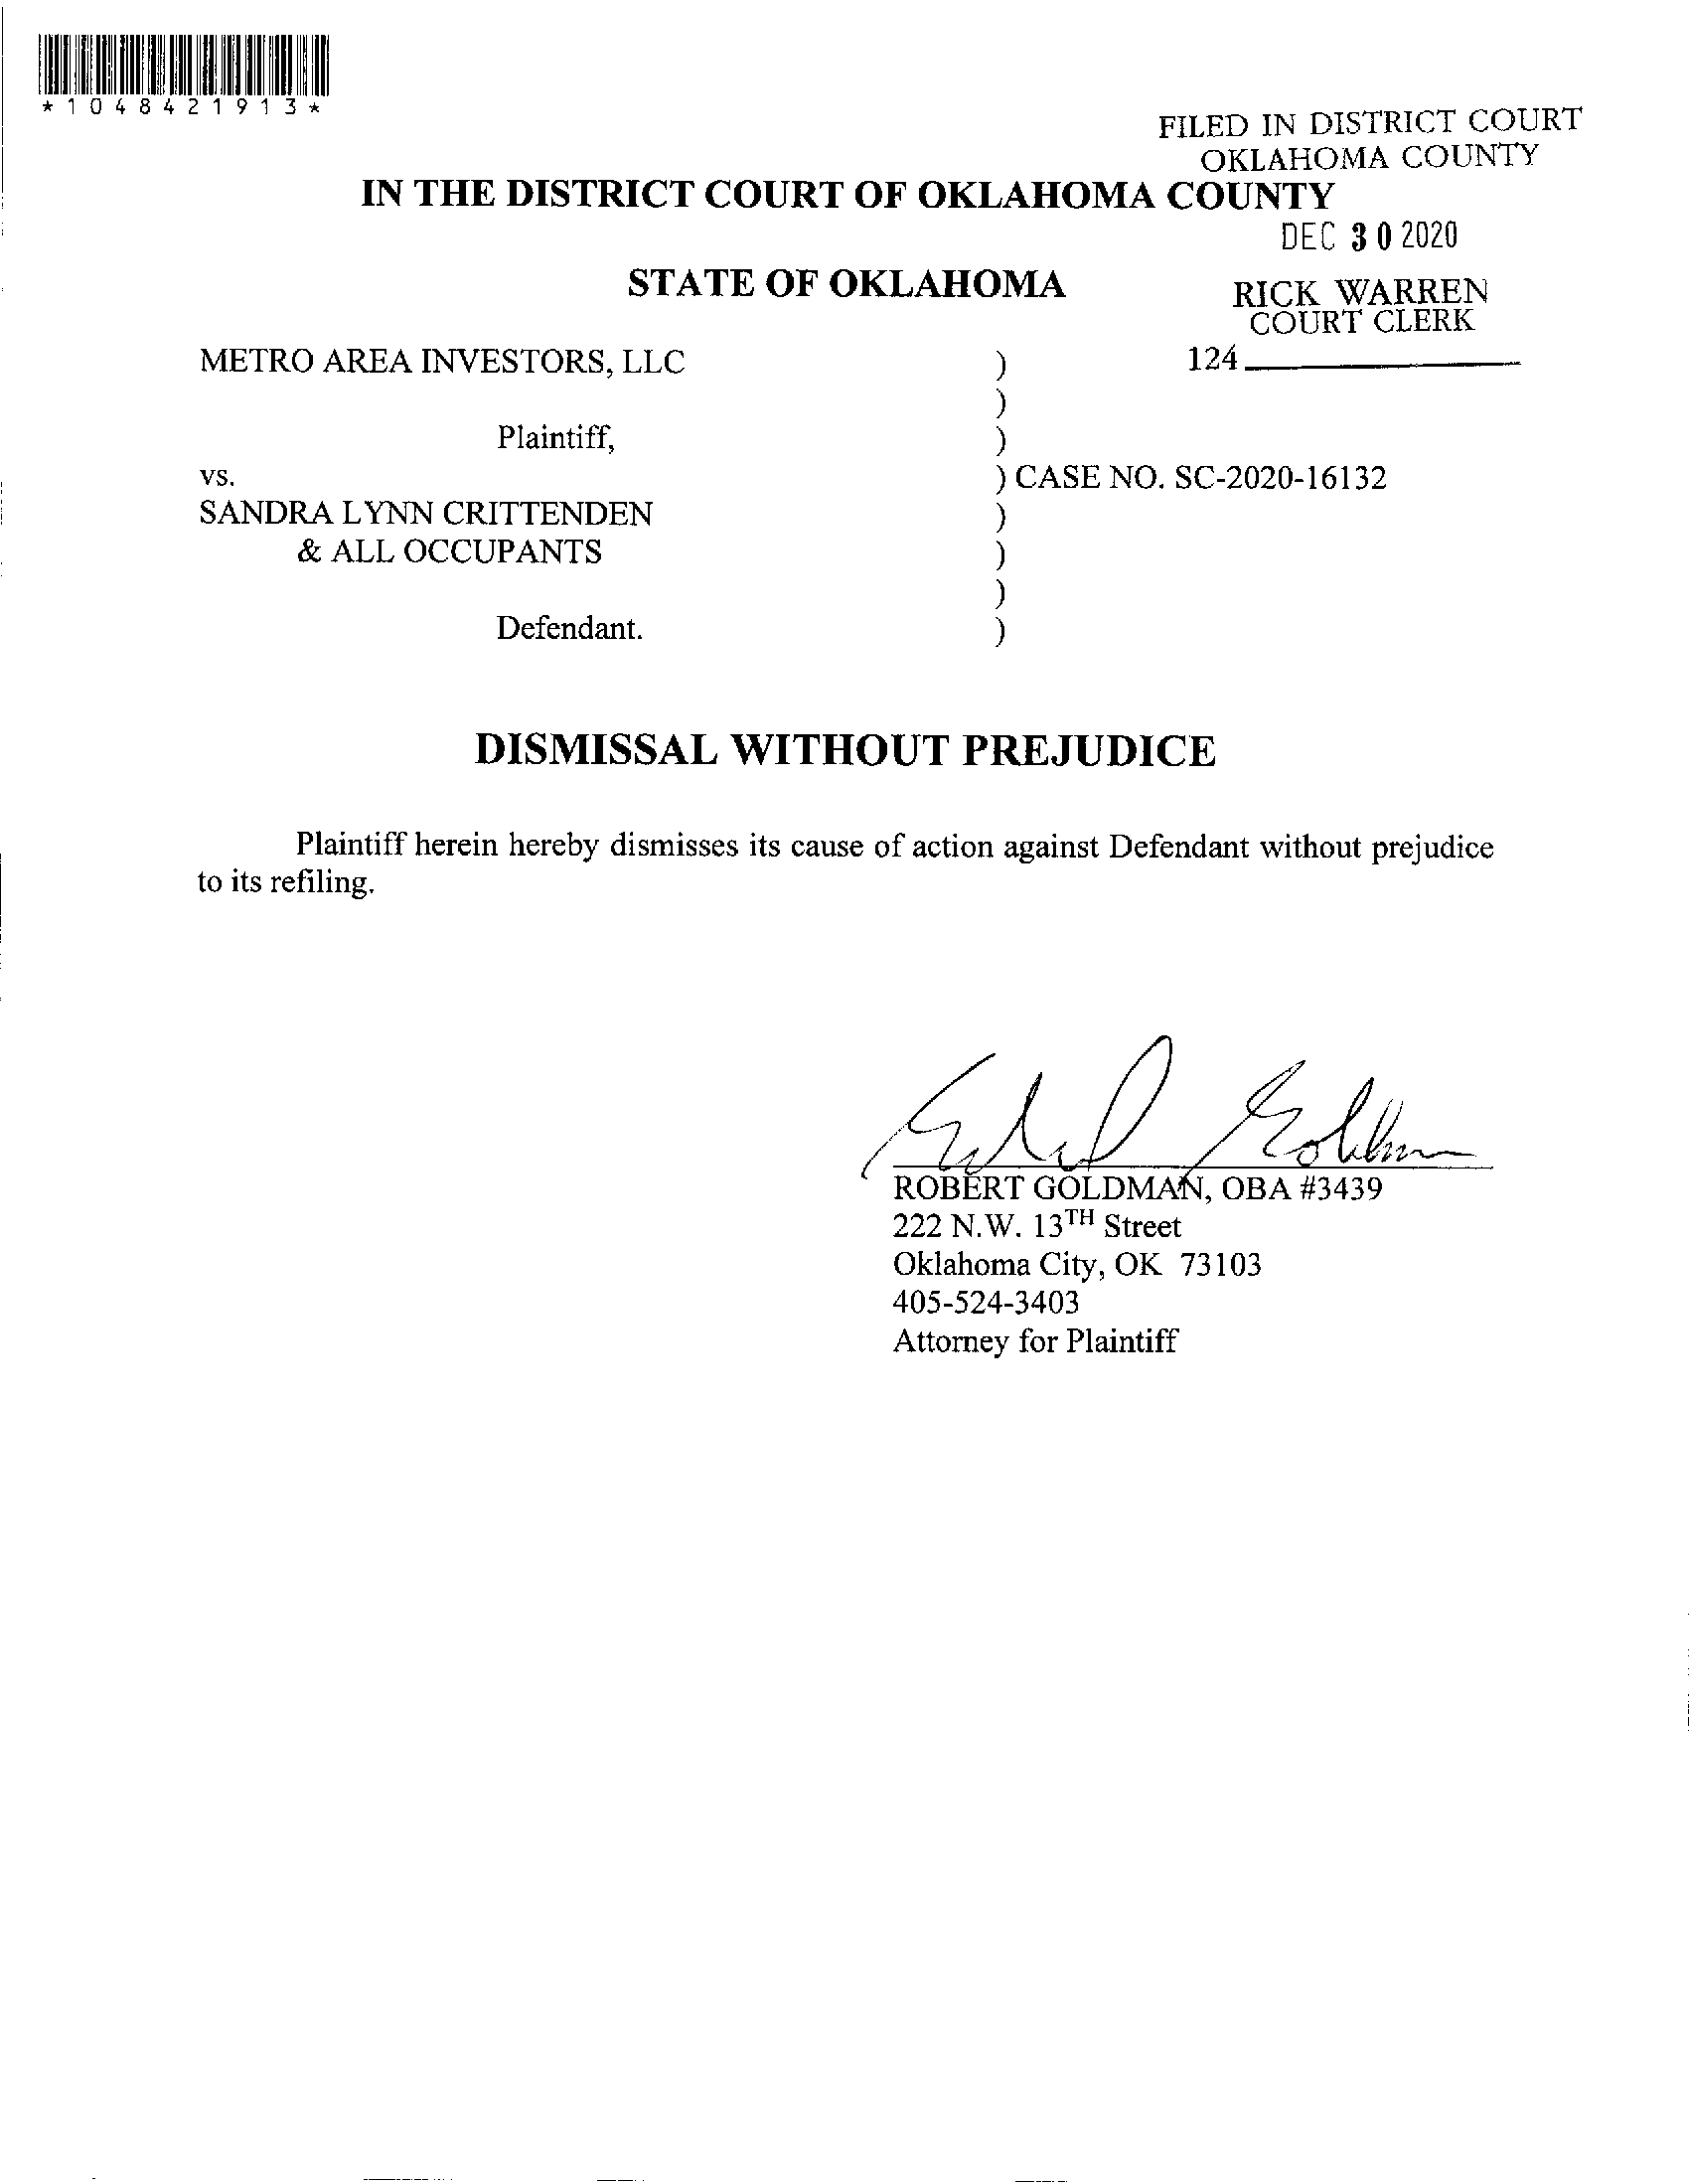 *1048421913*
FILED IN DISTRICT COURT
OKLAHOMA COUNTY
IN THE DISTRICT COURT OF OKLAHOMA COUNTY
DEC 30 2020
STATE OF OKLAHOMA
RICK WARREN
COURT CLERK
METRO AREA INVESTORS, LLC )
124
)
Plaintiff, )
vs. ) CASE NO. SC-2020-16132
SANDRA LYNN CRITTENDEN )
& ALL OCCUPANTS )
)
Defendant. )
DISMISSAL WITHOUT PREJUDICE
Plaintiff herein hereby dismisses its cause of action against Defendant without prejudice
to its refiling.
ROBERT GOLDMAN, OBA #3439
222 N.W. 13TH Street
Oklahoma City, OK 73103
405-524-3403
Attorney for Plaintiff